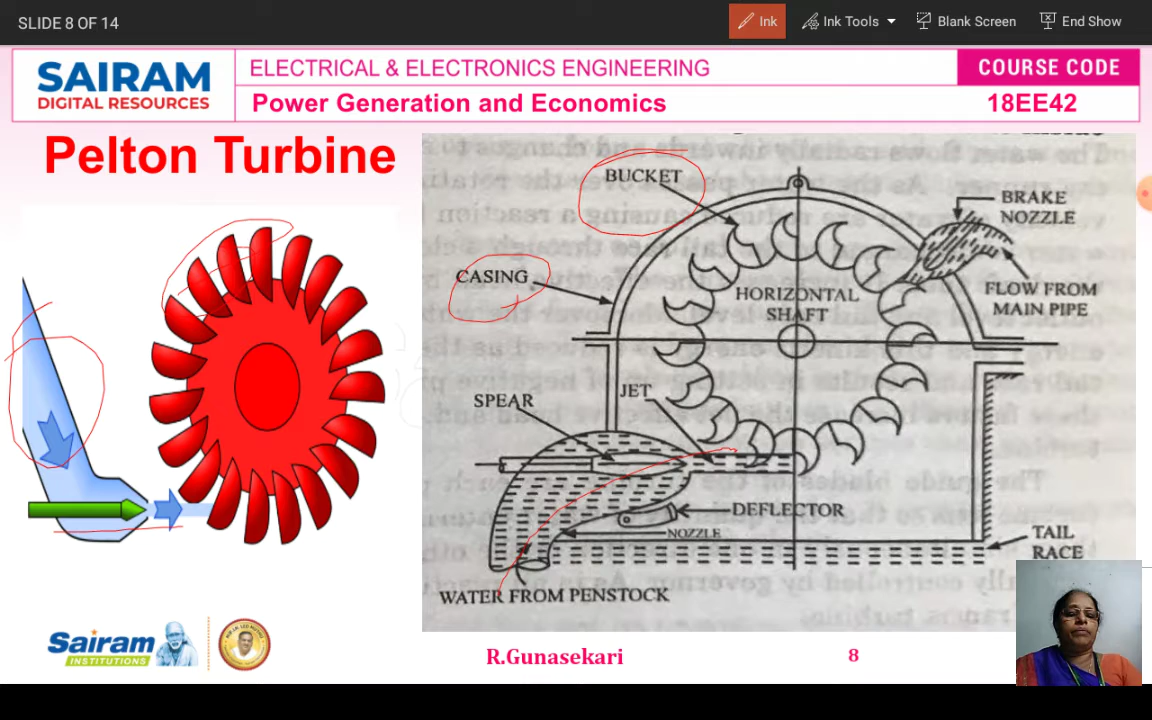 SLIDE 8 OF 14
Ink
Ink Tools
Blank Screen
End Show
SAIRAM
DIGITAL RESOURCES
ELECTRICAL & ELECTRONICS ENGINEERING
COURSE CODE
Power Generation and Economics
18EE42
Pelton Turbine
BUCKET
BRAKE
NOZZLE
CASING
FLOW FROM
MAIN PIPE
HORIZONTAL
SHAFT
SPEAR
JET
DEFLECTOR
NOZZLE
TAIL
RACE
WATER FROM PENSTOCK
Sairam
INSTITUTIONS
R.Gunasekari
8